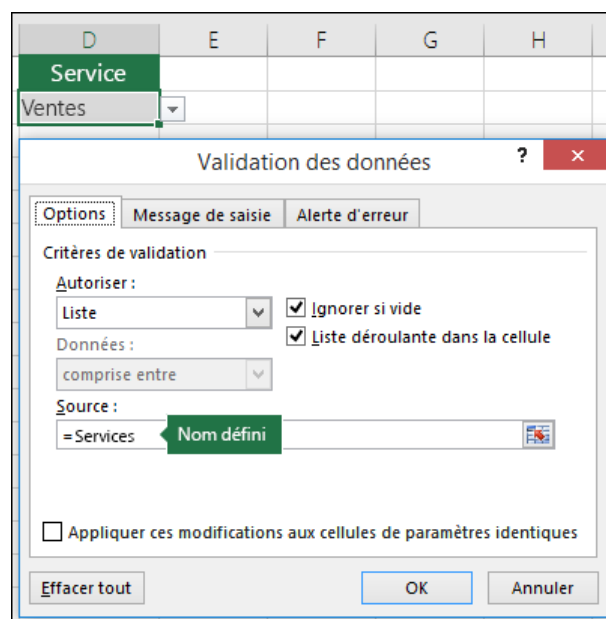 D E F G H
Service
Ventes
Validation des données ? ×
Options Message de saisie Alerte d'erreur
Critères de validation
Autoriser :
Liste Ignorer si vide
Données : Liste déroulante dans la cellule
comprise entre
Source :
=Services Nom défini
Appliquer ces modifications aux cellules de paramètres identiques
Effacer tout OK Annuler